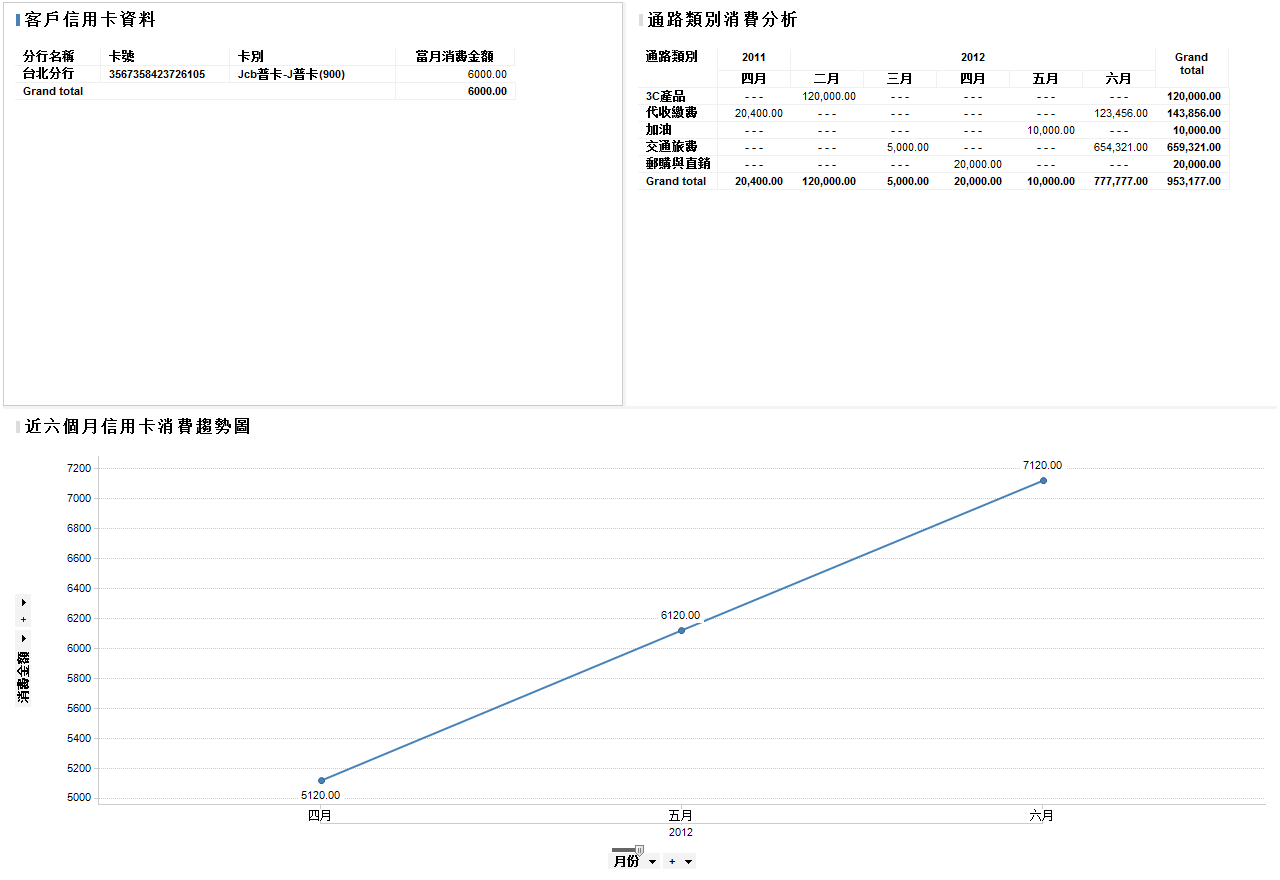 客戶信用卡資料
分行名稱 卡號 卡別 當月消費金額
台北分行 3567358423726105 Jcb普卡-J普卡(900) 6000.00
Grand total 6000.00
通路類別消費分析
通路類別 2011 2012 Grand total
四月 二月 三月 四月 五月 六月
3C產品 --- 120,000.00 --- --- --- --- 120,000.00
代收繳費 20,400.00 --- --- --- --- 123,456.00 143,856.00
加油 --- --- --- --- 10,000.00 --- 10,000.00
交通旅費 --- --- 5,000.00 --- --- 654,321.00 659,321.00
郵購與直銷 --- --- --- 20,000.00 --- --- 20,000.00
Grand total 20,400.00 120,000.00 5,000.00 20,000.00 10,000.00 777,777.00 953,177.00
近六個月信用卡消費趨勢圖
7200
7000
6800
6600
6400
6200
6000
5800
5600
5400
5200
5000
消費金額
+
5120.00
6120.00
7120.00
四月 五月 六月
2012
月份 +